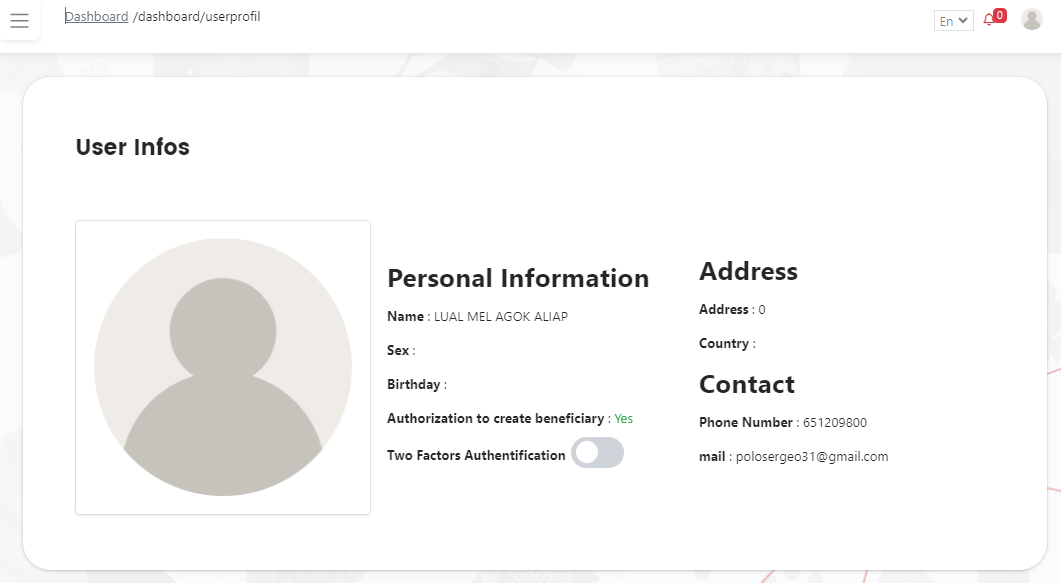 Dashboard /dashboard/userprofil
En
0
User Infos
Personal Information
Name : LUAL MEL AGOK ALIAP
Sex :
Birthday :
Authorization to create beneficiary : Yes
Two Factors Authentification
Address
Address : 0
Country :
Contact
Phone Number : 651209800
mail : polosergeo31@gmail.com